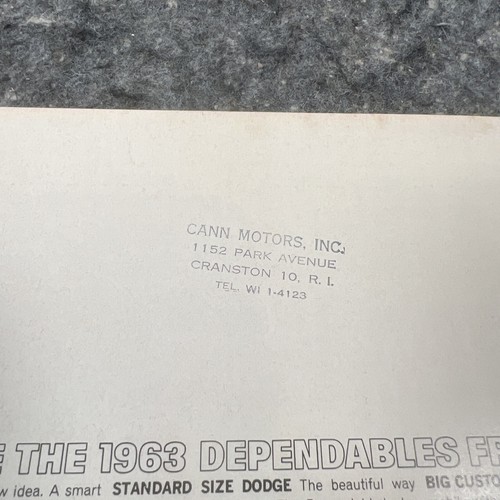 CANN MOTORS, INC.
1152 PARK AVENUE
CRANSTON 10, R. I.
TEL. WI 1-4123
THE 1963 DEPENDABLES
idea. A smart STANDARD SIZE DODGE The beautiful way BIG